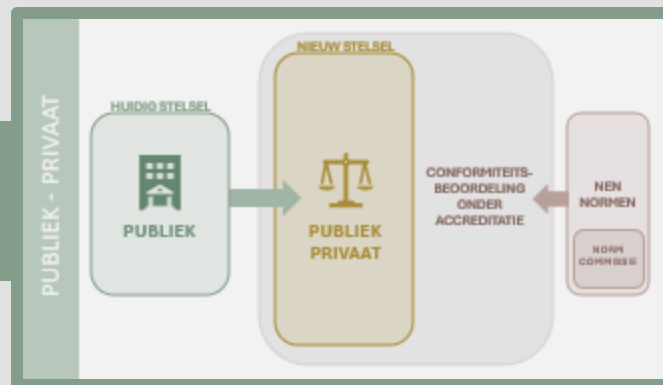 PUBLIEK - PRIVAAT
HUIDIG STELSEL
PUBLIEK
NIEUW STELSEL
PUBLIEK
PRIVAAT
CONFORMITEITS-
BEOORDELING
ONDER
ACCREDITATIE
NEN
NORMEN
NORM
COMMISSIE